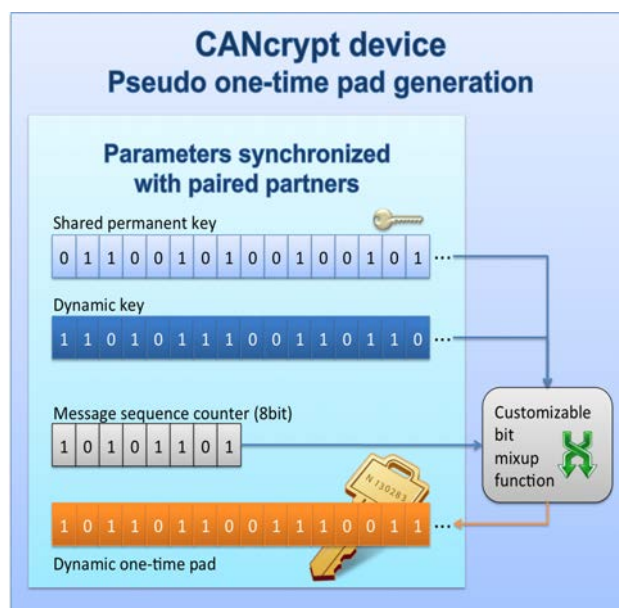 CANcrypt device
Pseudo one-time pad generation
Parameters synchronized
with paired partners
Shared permanent key
0 1 1 0 0 1 0 1 0 0 1 0 0 1 0 1 ...
Dynamic key
1 1 0 1 0 1 1 1 0 0 1 1 0 1 1 0 ...
Message sequence counter (8bit)
1 0 1 0 1 1 0 1
Customizable
bit
mixup
function
N 130283
1 0 1 1 0 1 1 0 0 1 1 1 0 0 1 1 ...
Dynamic one-time pad